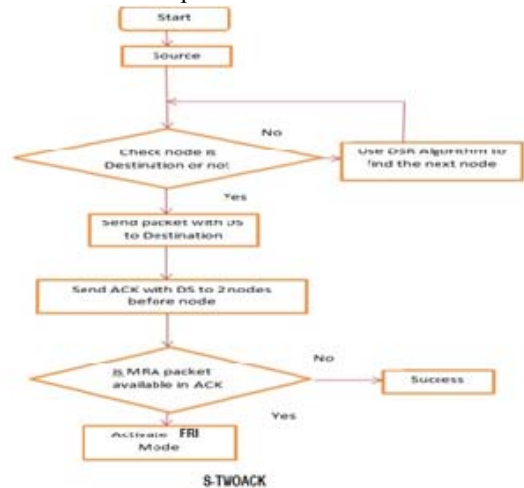 Start
Source
No
Check node is
Destination or not
Use DSR Algorithm to
find the next node
Yes
Send packet with DS
to Destination
Send ACK with DS to 2 nodes
before node
No
Is MRA packet
available in ACK
Success
Yes
Activate FRI
Mode
S-TWOACK